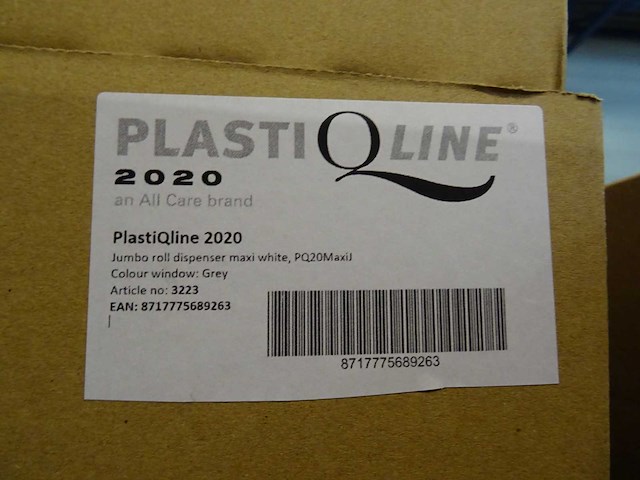 PLASTIQLINE®
2020
an All Care brand
PlastiQline 2020
Jumbo roll dispenser maxi white, PQ20MaxiJ
Colour window: Grey
Article no: 3223
EAN: 8717775689263
8717775689263